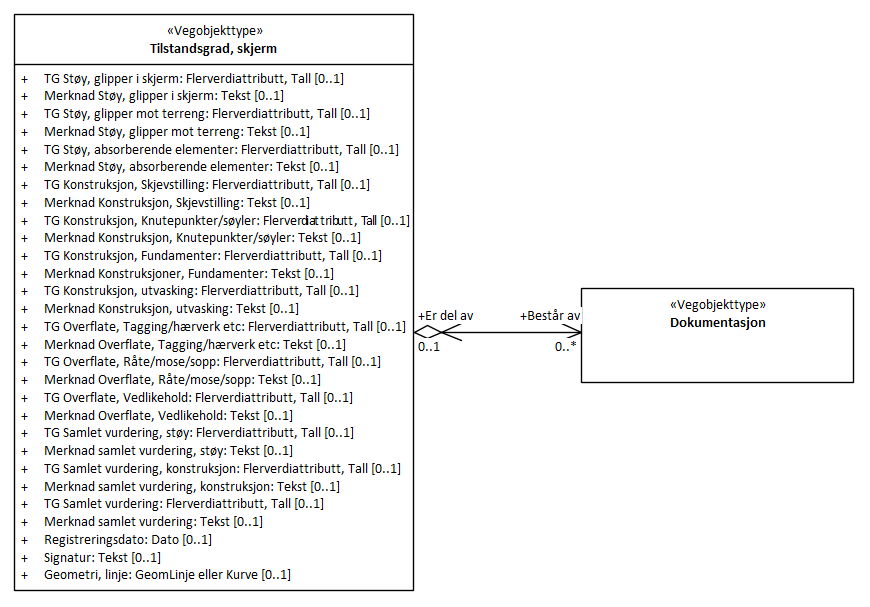 «Vegobjekttype»
Tilstandsgrad, skjerm
+ TG Støy, glipper i skjerm: Flerverdiattributt, Tall [0..1]
+ Merknad Støy, glipper i skjerm: Tekst [0..1]
+ TG Støy, glipper mot terreng: Flerverdiattributt, Tall [0..1]
+ Merknad Støy, glipper mot terreng: Tekst [0..1]
+ TG Støy, absorberende elementer: Flerverdiattributt, Tall [0..1]
+ Merknad Støy, absorberende elementer: Tekst [0..1]
+ TG Konstruksjon, Skjevstilling: Flerverdiattributt, Tall [0..1]
+ Merknad Konstruksjon, Skjevstilling: Tekst [0..1]
+ TG Konstruksjon, Knutepunkter/søyler: Flerverdiattributt, Tall [0..1]
+ Merknad Konstruksjon, Knutepunkter/søyler: Tekst [0..1]
+ TG Konstruksjon, Fundamenter: Flerverdiattributt, Tall [0..1]
+ Merknad Konstruksjoner, Fundamenter: Tekst [0..1]
+ TG Konstruksjon, utvasking: Flerverdiattributt, Tall [0..1]
+ Merknad Konstruksjon, utvasking: Tekst [0..1]
+ TG Overflate, Tagging/hærverk etc: Flerverdiattributt, Tall [0..1]
+ Merknad Overflate, Tagging/hærverk etc: Tekst [0..1]
+ TG Overflate, Råte/mose/sopp: Flerverdiattributt, Tall [0..1]
+ Merknad Overflate, Råte/mose/sopp: Tekst [0..1]
+ TG Overflate, Vedlikehold: Flerverdiattributt, Tall [0..1]
+ Merknad Overflate, Vedlikehold: Tekst [0..1]
+ TG Samlet vurdering, støy: Flerverdiattributt, Tall [0..1]
+ Merknad samlet vurdering, støy: Tekst [0..1]
+ TG Samlet vurdering, konstruksjon: Flerverdiattributt, Tall [0..1]
+ Merknad samlet vurdering, konstruksjon: Tekst [0..1]
+ TG Samlet vurdering: Flerverdiattributt, Tall [0..1]
+ Merknad samlet vurdering: Tekst [0..1]
+ Registreringsdato: Dato [0..1]
+ Signatur: Tekst [0..1]
+ Geometri, linje: GeomLinje eller Kurve [0..1]
+Er del av
0..1
+Består av
0..*
«Vegobjekttype»
Dokumentasjon